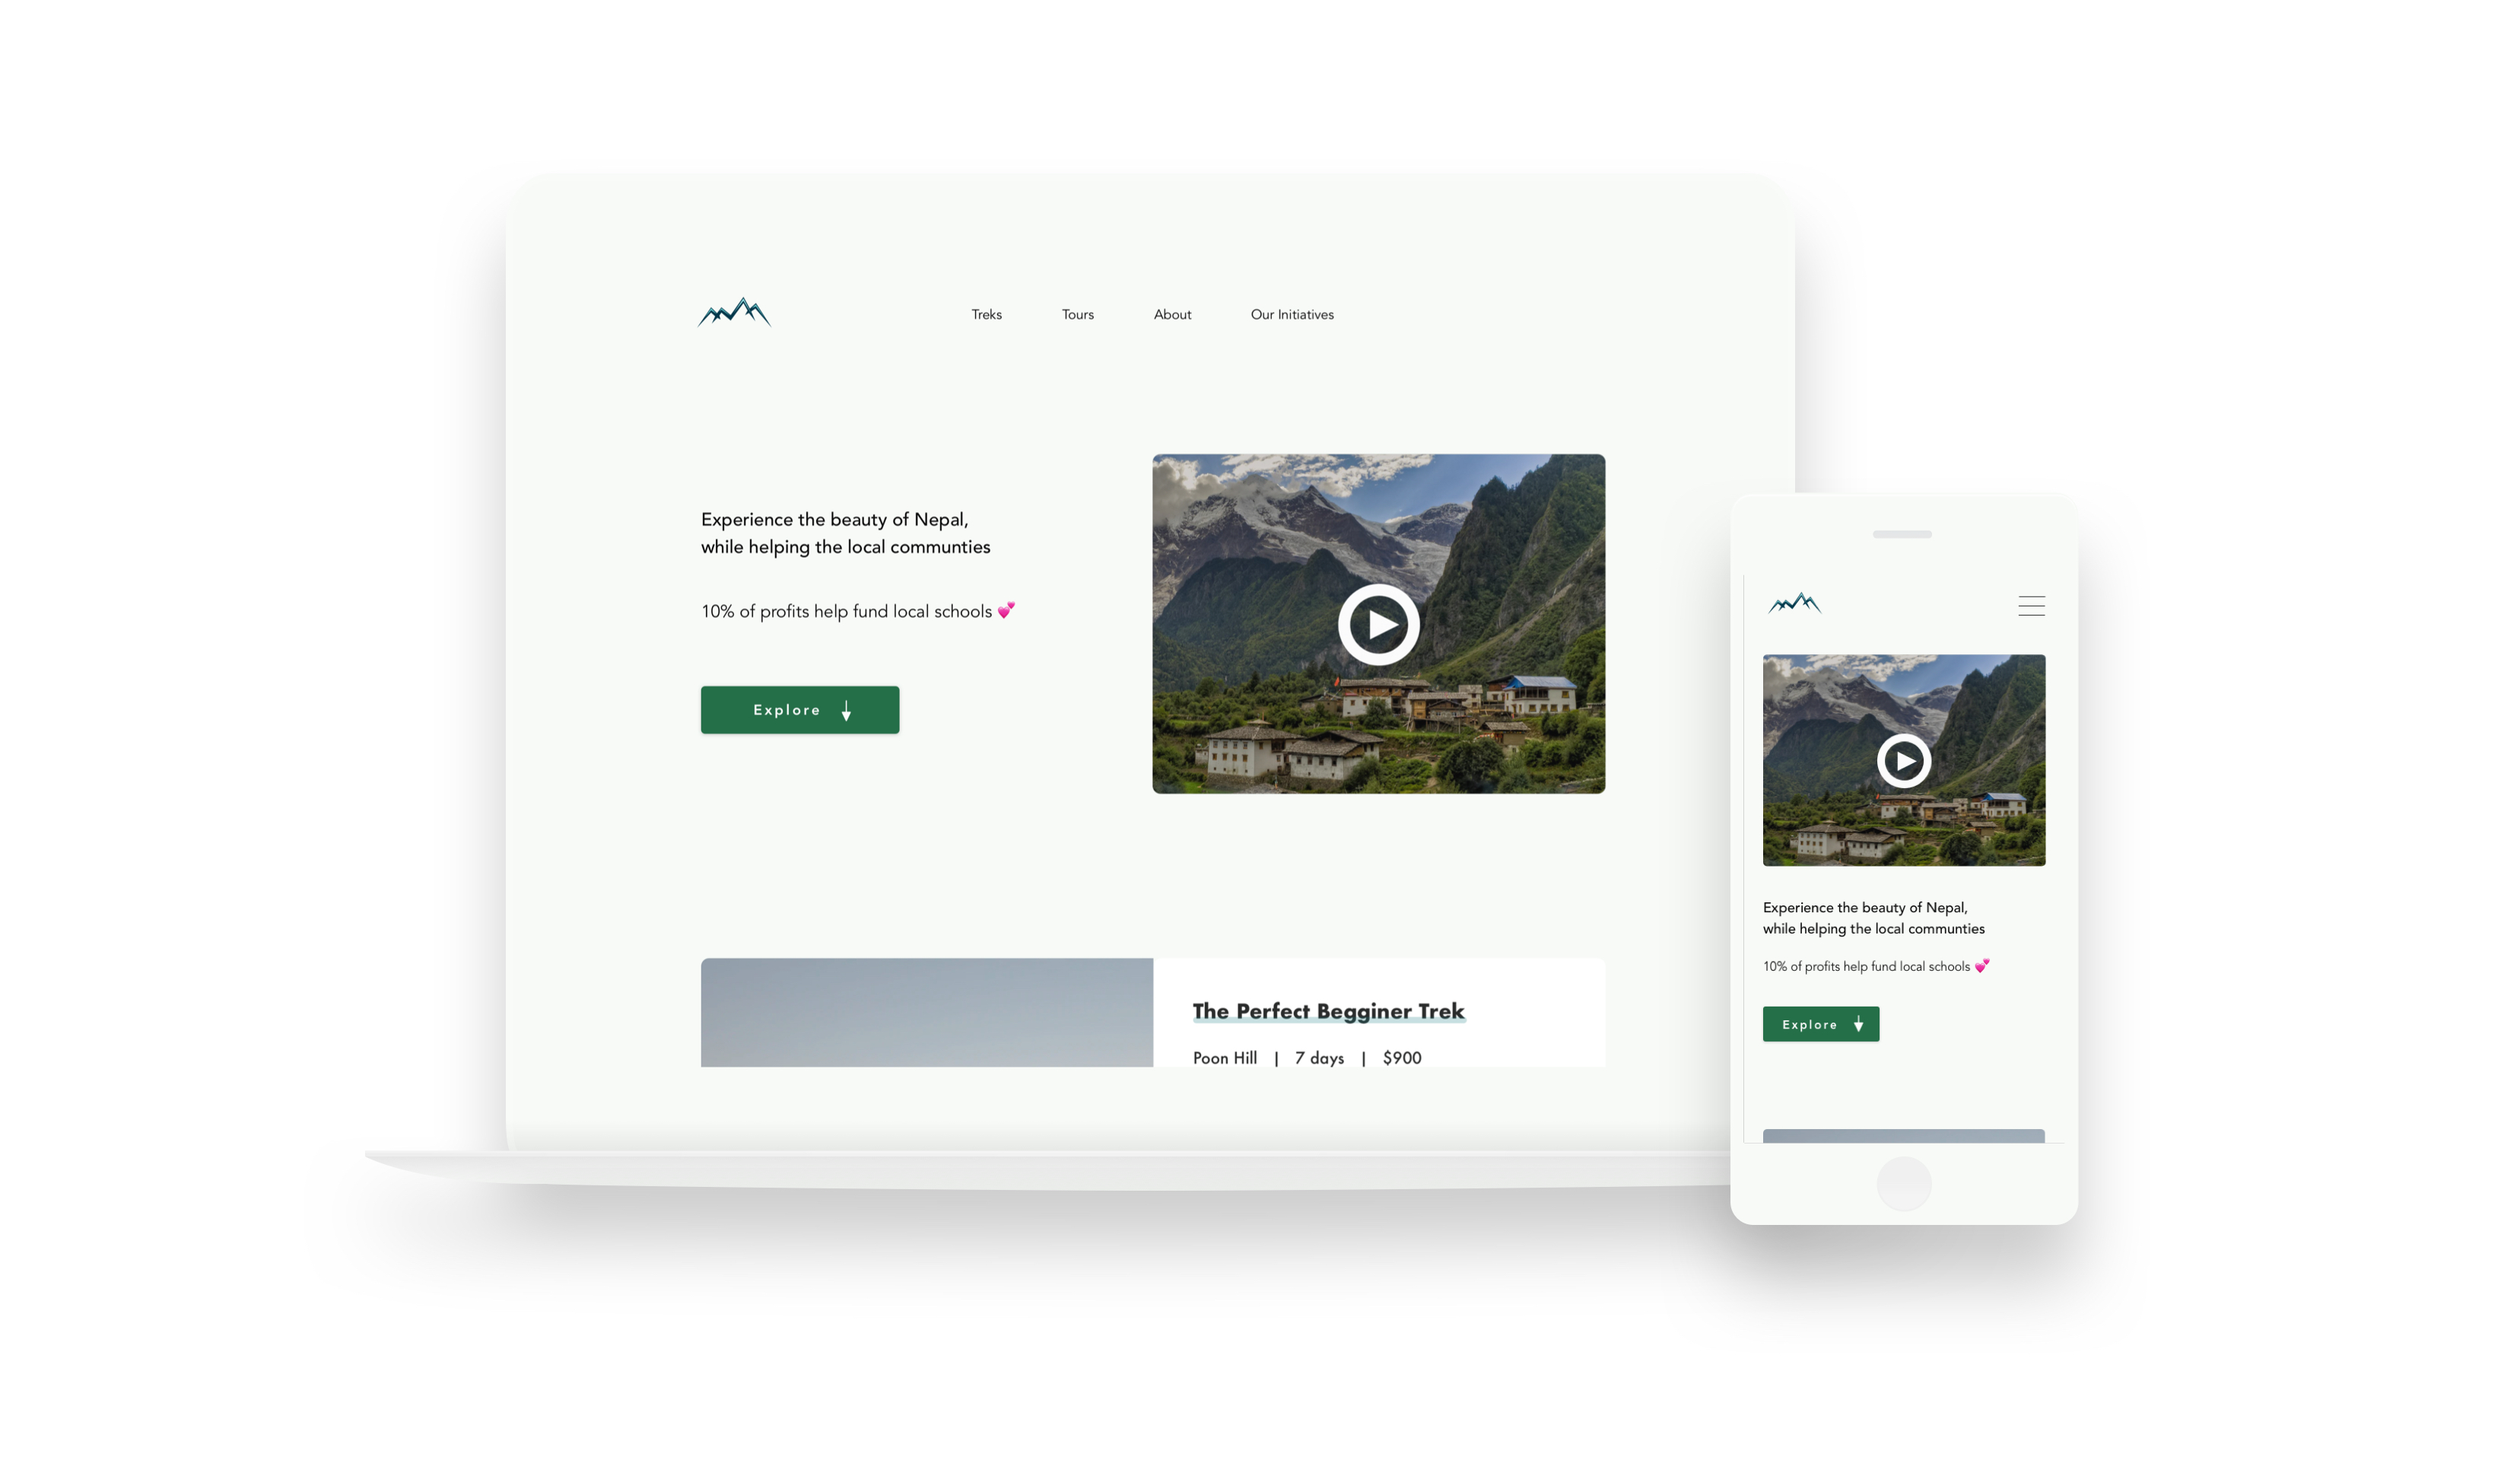 Treks Tours About Our Initiatives
Experience the beauty of Nepal,
while helping the local communties
10% of profits help fund local schools 💕
Explore
The Perfect Begginer Trek
Poon Hill | 7 days | $900
Experience the beauty of Nepal,
while helping the local communties
10% of profits help fund local schools 💕
Explore